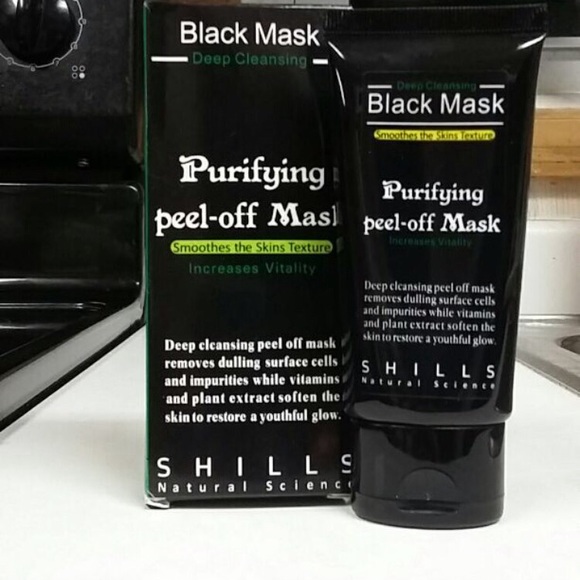 Black Mask
Deep Cleansing
Purifying
peel-off Mas
Smoothes the Skins Texture
Increases Vitality
Deep cleansing peel off mask
removes dulling surface cells
and impurities while vitamins
and plant extract soften the
skin to restore a youthful glow.
SHILLS
Natural Scienc
Deep Cleansing
Black Mask
Smoothes the Skins Texture
Purifying
peel-off Mask
Increases Vitality
Deep cleansing peel off mask
removes dulling surface cells
and impurities while vitamins
and plant extract soften the
skin to restore a youthful glow.
SHILLS
Natural Science